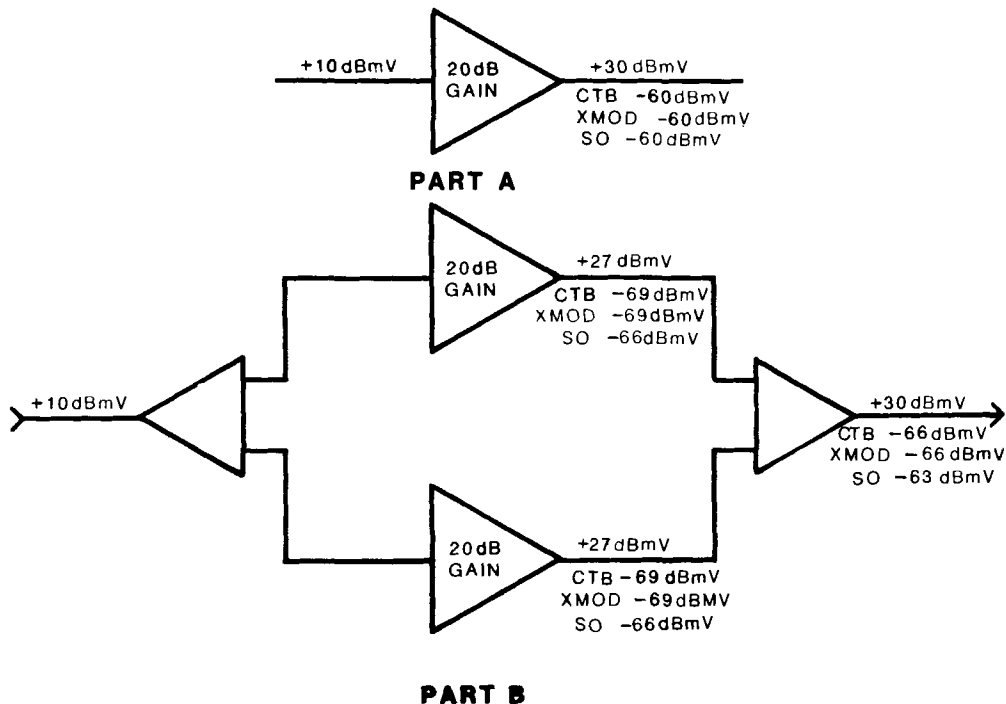 +10dBmV
20dB
GAIN
+30dBmV
CTB -60dBmV
XMOD -60dBmV
SO -60dBmV
PART A
20dB
GAIN
+27dBmV
CTB -69dBmV
XMOD -69dBmV
SO -66dBmV
+10dBmV
+30dBmV
CTB -66dBmV
XMOD -66dBmV
SO -63 dBmV
20dB
GAIN
+27dBmV
CTB -69 dBmV
XMOD -69dBMV
SO -66dBmV
PART B